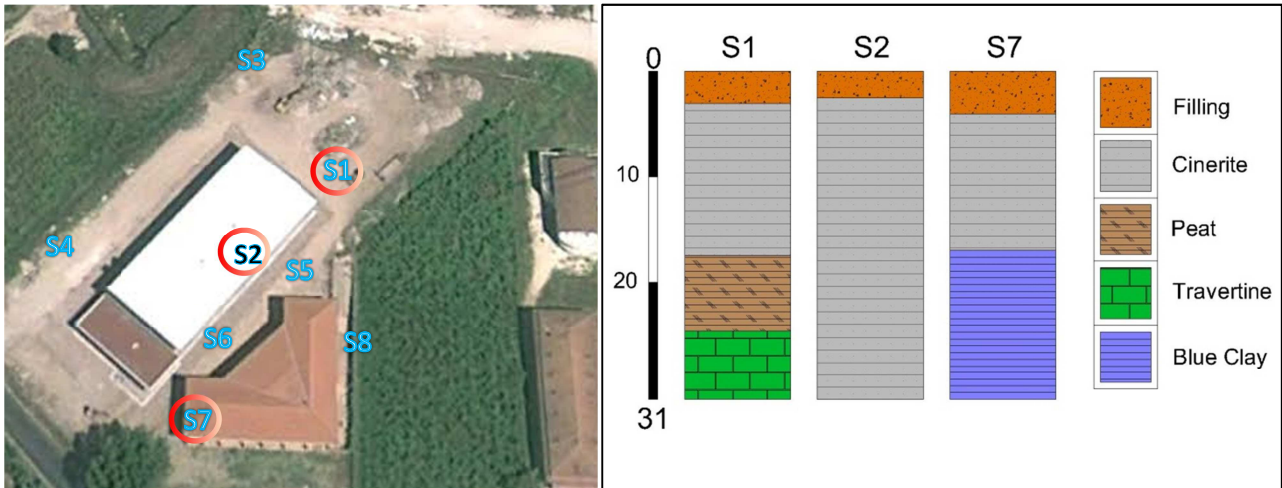 S3
S1
S4
S2
S5
S6
S8
S7
S1 S2 S7
0
10
20
31
Filling
Cinerite
Peat
Travertine
Blue Clay